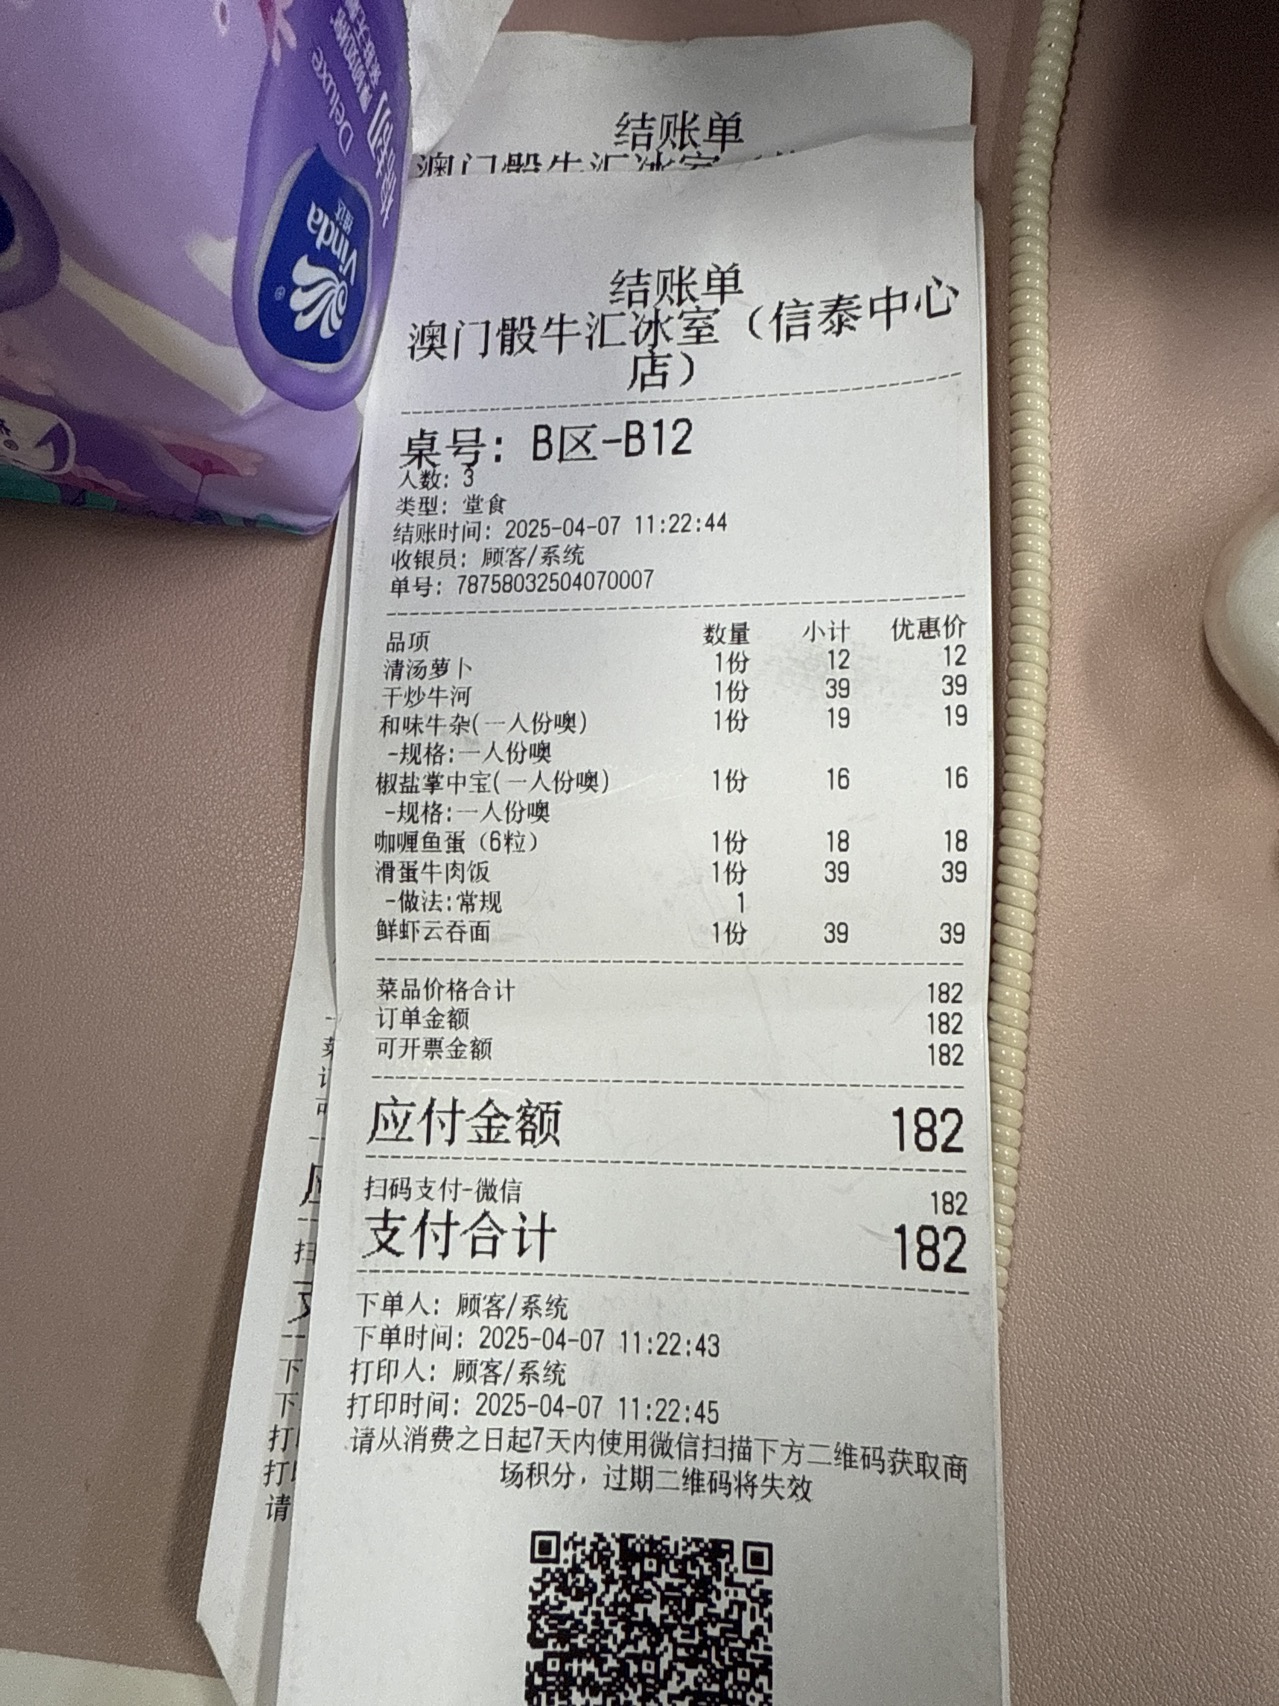 Deluxe
Vinda
维达
结账单
结账单
澳门骰牛汇冰室（信泰中心
店）
桌号: B区-B12
人数: 3
类型: 堂食
结账时间: 2025-04-07 11:22:44
收银员: 顾客/系统
单号: 78758032504070007
品项 数量 小计 优惠价
清汤萝卜 1份 12 12
干炒牛河 1份 39 39
和味牛杂(一人份噢) 1份 19 19
-规格:一人份噢
椒盐掌中宝(一人份噢) 1份 16 16
-规格:一人份噢
咖喱鱼蛋（6粒） 1份 18 18
滑蛋牛肉饭 1份 39 39
-做法:常规 1
鲜虾云吞面 1份 39 39
菜品价格合计 182
订单金额 182
可开票金额 182
应付金额 182
扫码支付-微信 182
支付合计 182
下单人: 顾客/系统
下单时间: 2025-04-07 11:22:43
打印人: 顾客/系统
打印时间: 2025-04-07 11:22:45
请从消费之日起7天内使用微信扫描下方二维码获取商
场积分，过期二维码将失效